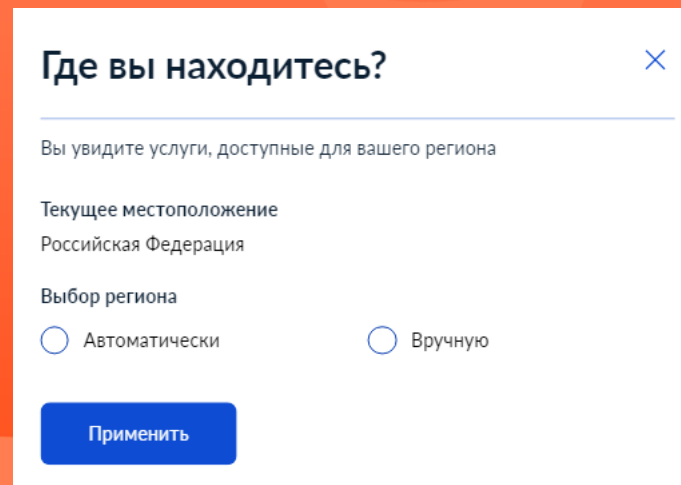 Где вы находитесь?
Вы увидите услуги, доступные для вашего региона
Текущее местоположение
Российская Федерация
Выбор региона
Автоматически Вручную
Применить